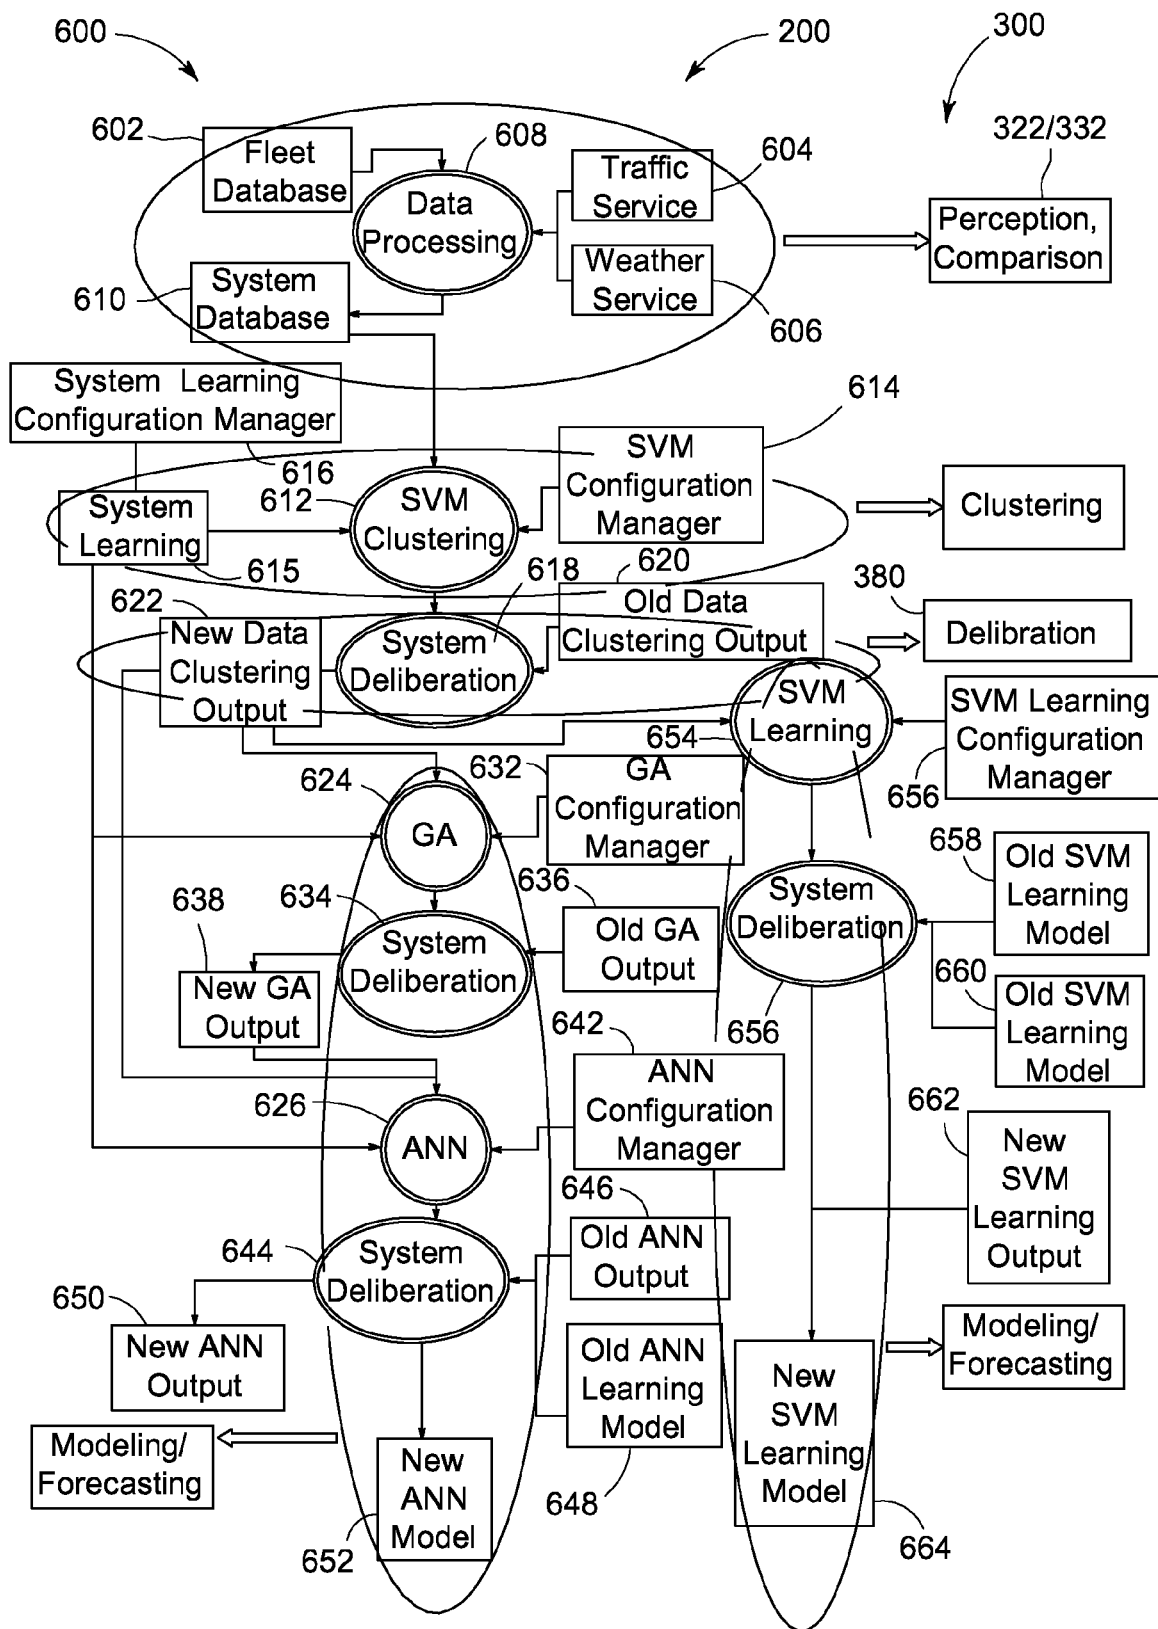 600
200
300
602
Fleet
Database
608
Data
Processing
Traffic
Service
604
322/332
Perception,
Comparison
610
System
Database
Weather
Service
606
System Learning
Configuration Manager
616
614
SVM
Configuration
Manager
612
SVM
Clustering
System
Learning
615
Clustering
622
618
620
New Data
Clustering
Output
System
Deliberation
Old Data
Clustering Output
380
Delibration
654
SVM
Learning
SVM Learning
Configuration
Manager
656
624
GA
632
GA
Configuration
Manager
658
Old SVM
Learning
Model
638
634
System
Deliberation
636
Old GA
Output
System
Deliberation
656
660
Old SVM
Learning
Model
New GA
Output
642
ANN
Configuration
Manager
626
ANN
662
New
SVM
Learning
Output
644
System
Deliberation
646
Old ANN
Output
650
New ANN
Output
Old ANN
Learning
Model
648
New
SVM
Learning
Model
664
Modeling/
Forecasting
Modeling/
Forecasting
New
ANN
Model
652